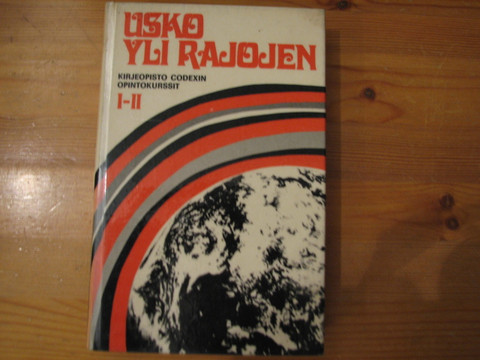 USKO
YLI RAJOJEN
KIRJEOPISTO CODEXIN
OPINTOKURSSIT
I-II